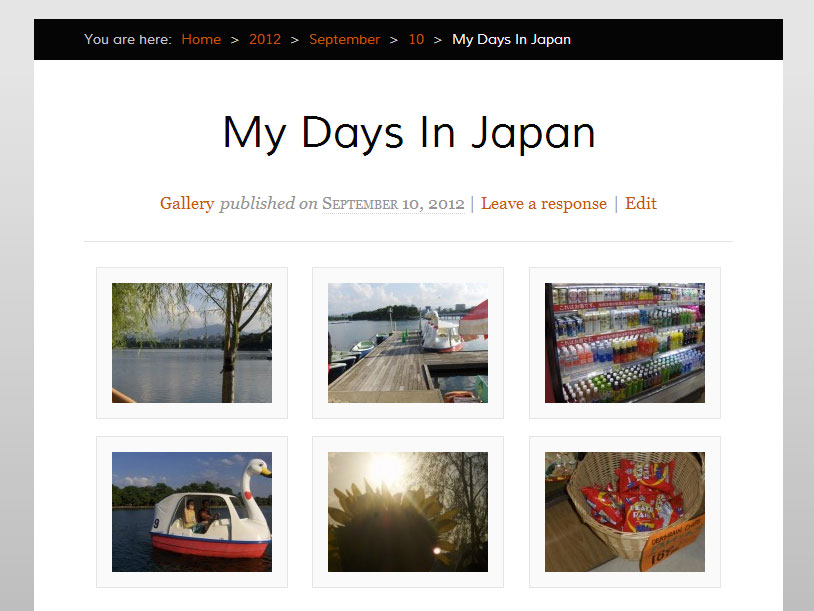 You are here: Home > 2012 > September > 10 > My Days In Japan
My Days In Japan
Gallery published on September 10, 2012 | Leave a response | Edit
9